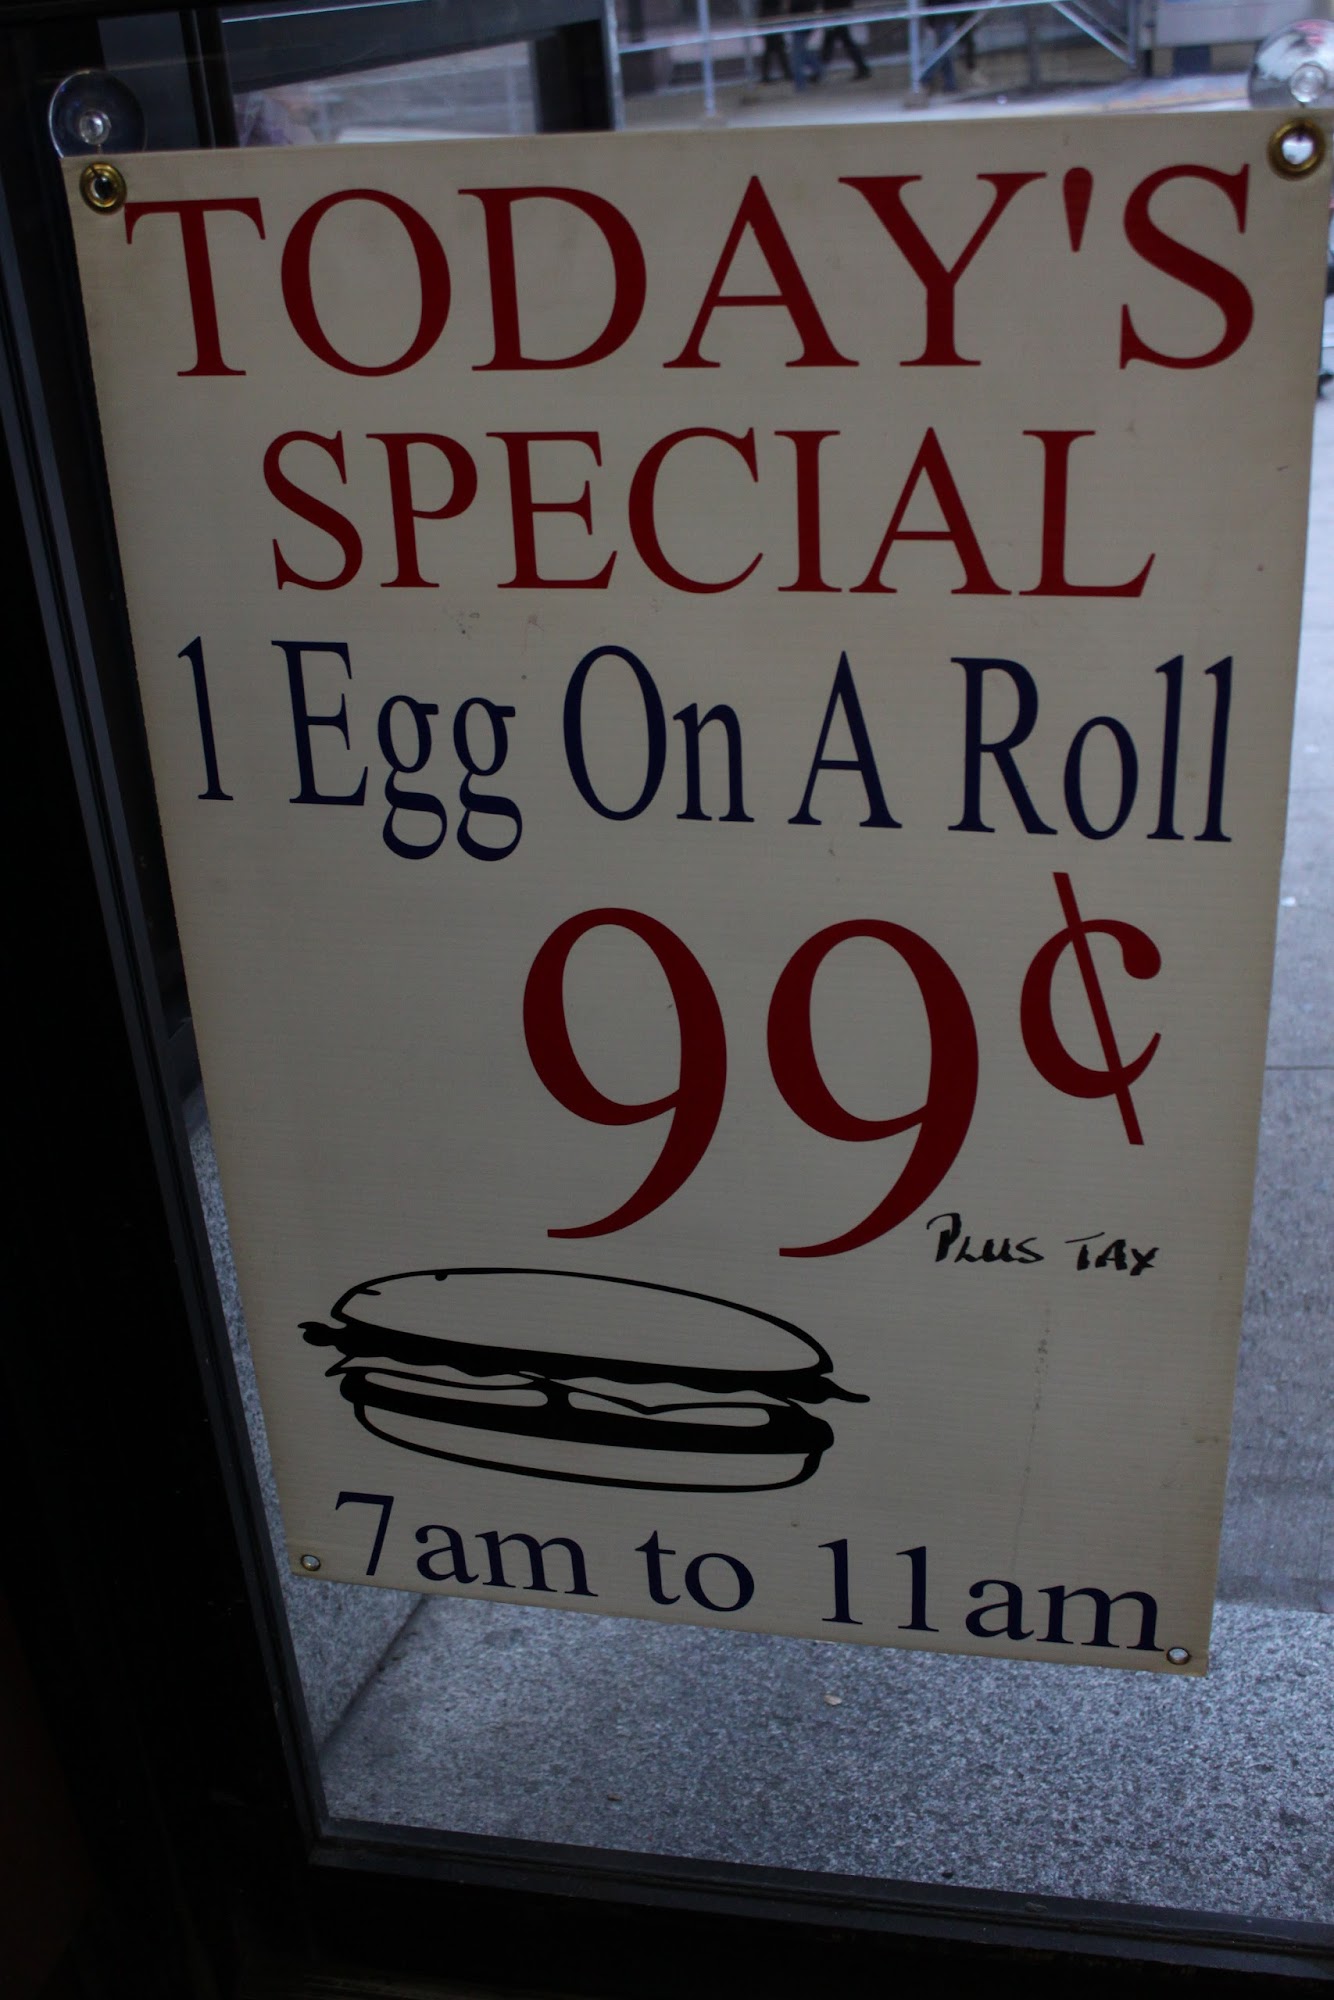 TODAY'S
SPECIAL
1 Egg On A Roll
99¢
PLUS TAX
7am to 11am.